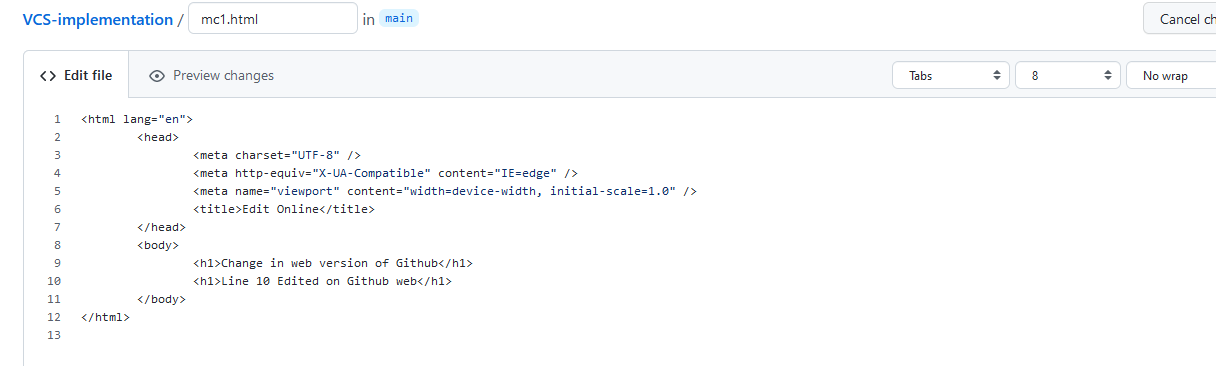 VCS-implementation / mc1.html in main Cancel ch
<> Edit file Preview changes Tabs 8 No wrap
1 <html lang="en">
2 <head>
3 <meta charset="UTF-8" />
4 <meta http-equiv="X-UA-Compatible" content="IE=edge" />
5 <meta name="viewport" content="width=device-width, initial-scale=1.0" />
6 <title>Edit Online</title>
7 </head>
8 <body>
9 <h1>Change in web version of Github</h1>
10 <h1>Line 10 Edited on Github web</h1>
11 </body>
12 </html>
13